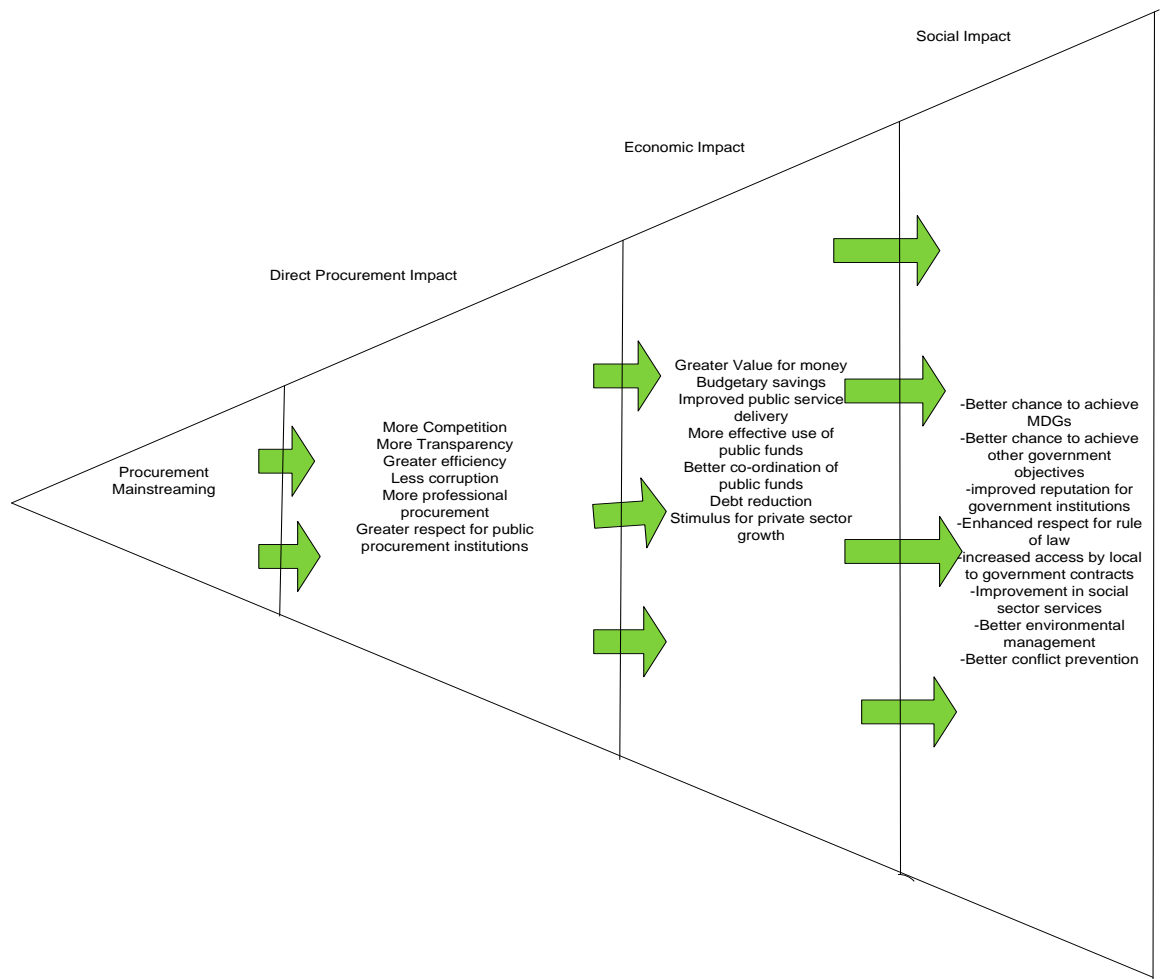 Social Impact
Economic Impact
Direct Procurement Impact
Procurement
Mainstreaming
More Competition
More Transparency
Greater efficiency
Less corruption
More professional
procurement
Greater respect for public
procurement institutions
Greater Value for money
Budgetary savings
Improved public service
delivery
More effective use of
public funds
Better co-ordination of
public funds
Debt reduction
Stimulus for private sector
growth
-Better chance to achieve
MDGs
-Better chance to achieve
other government
objectives
-improved reputation for
government institutions
-Enhanced respect for rule
of law
-increased access by local
to government contracts
-Improvement in social
sector services
-Better environmental
management
-Better conflict prevention